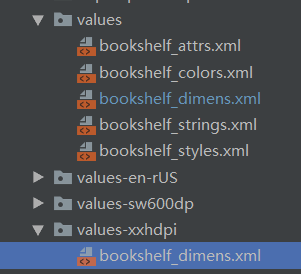 values
bookshelf_attrs.xml
bookshelf_colors.xml
bookshelf_dimens.xml
bookshelf_strings.xml
bookshelf_styles.xml
values-en-rUS
values-sw600dp
values-xxhdpi
bookshelf_dimens.xml